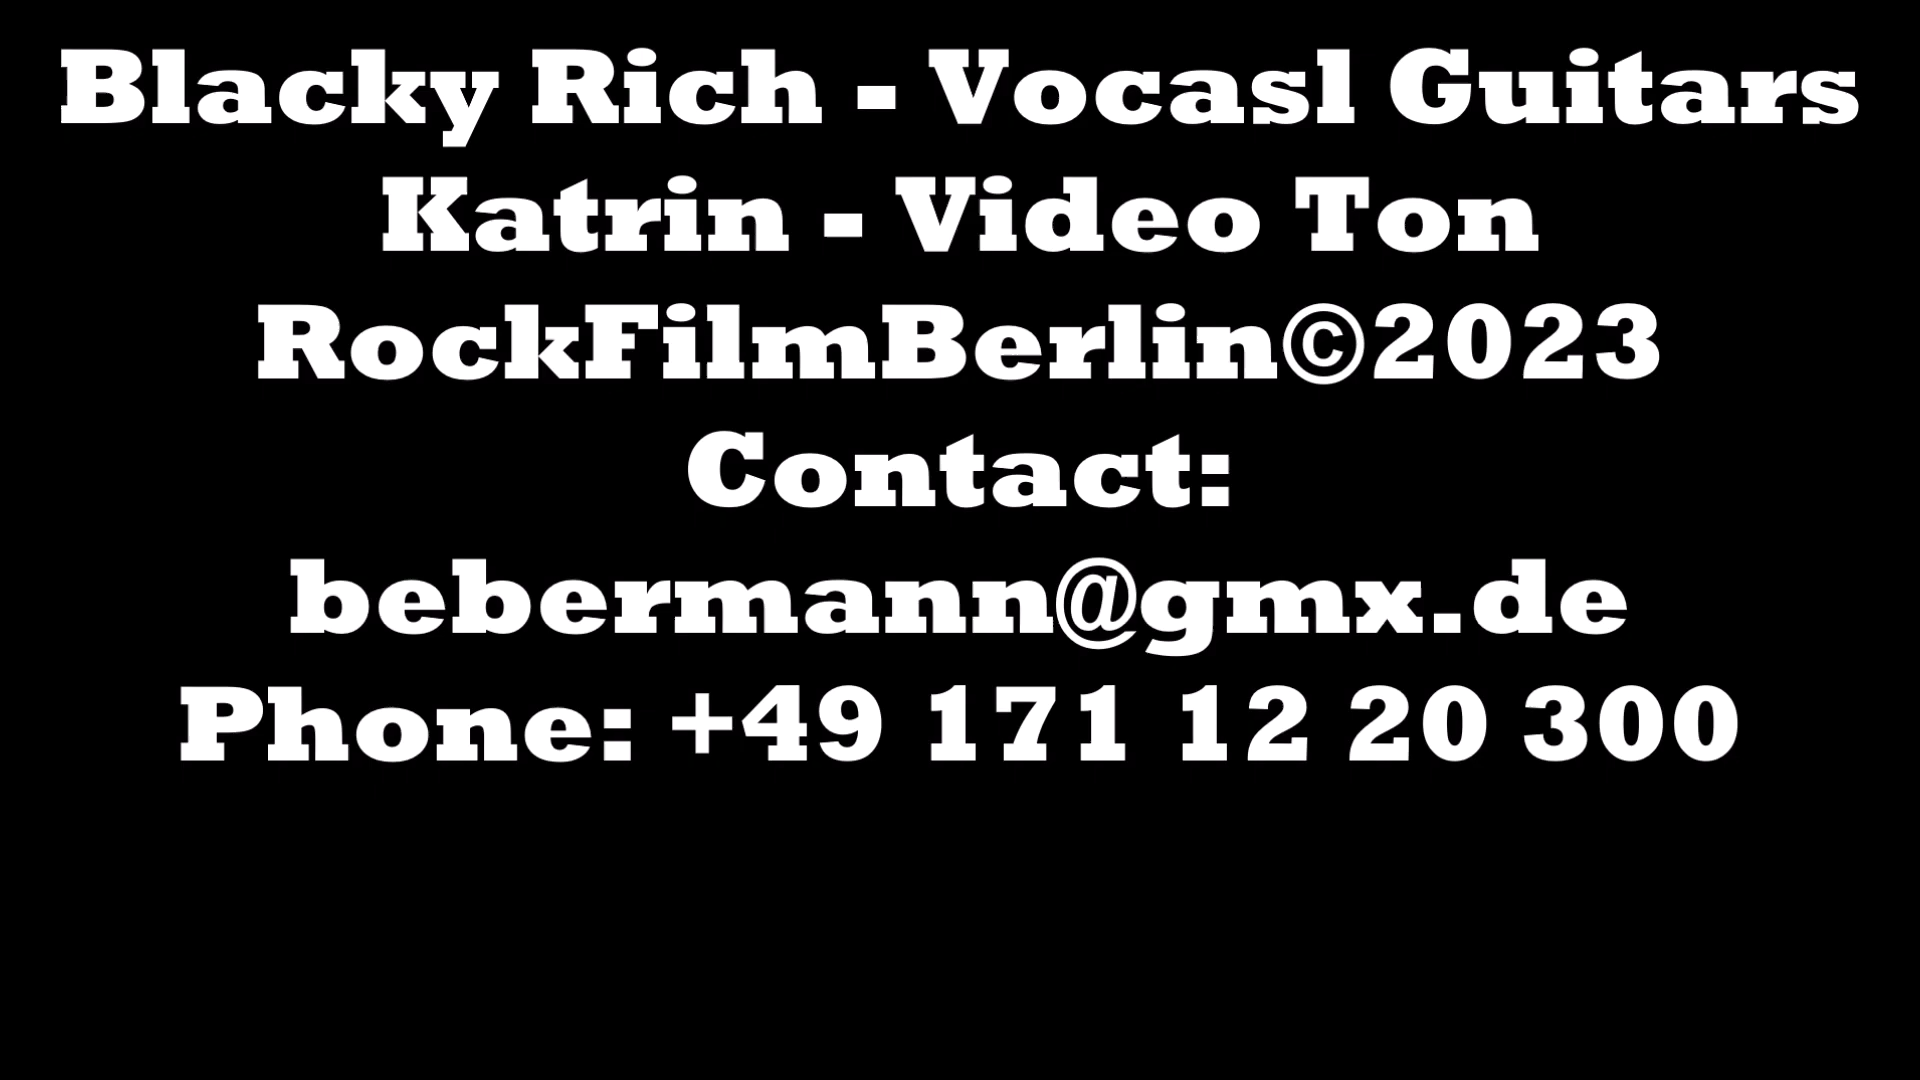 Blacky Rich - Vocasl Guitars
Katrin - Video Ton
RockFilmBerlin©2023
Contact:
bebermann@gmx.de
Phone: +49 171 12 20 300